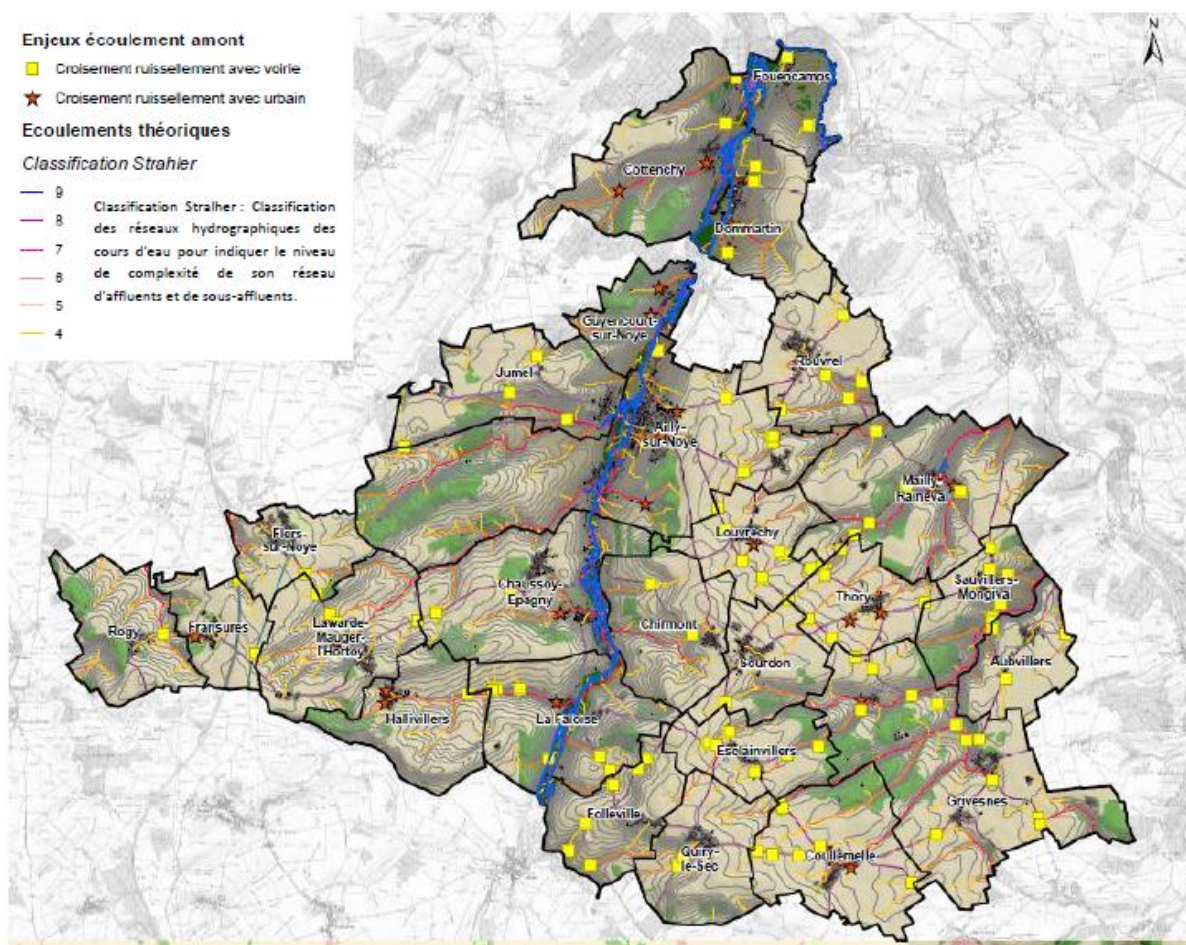 Enjeux écoulement amont
Croisement ruissellement avec voirie
Croisement ruissellement avec urbain
Ecoulements théoriques
Classification Strahler
9
8
7
6
5
4
Classification Stralher : Classification
des réseaux hydrographiques des
cours d'eau pour indiquer le niveau
de complexité de son réseau
d'affluents et de sous-affluents.
N
Fouencamps
Cottenchy
Dommartin
Guyencourt-
sur-Noye
Rouvrel
Jumel
Ailly-
sur-Noye
Mailly-
Raineval
Louvrechy
Flers-
sur-Noye
Chaussoy-
Epagny
Thory
Sauvillers-
Mongival
Rogy
Fransures
Lawarde-
Mauger-
l'Hortoy
Chirmont
Sourdon
Aubvillers
Hallivillers
La Faloise
Esclainvillers
Folleville
Grivesnes
Quiry-
le-Sec
Coullemelle